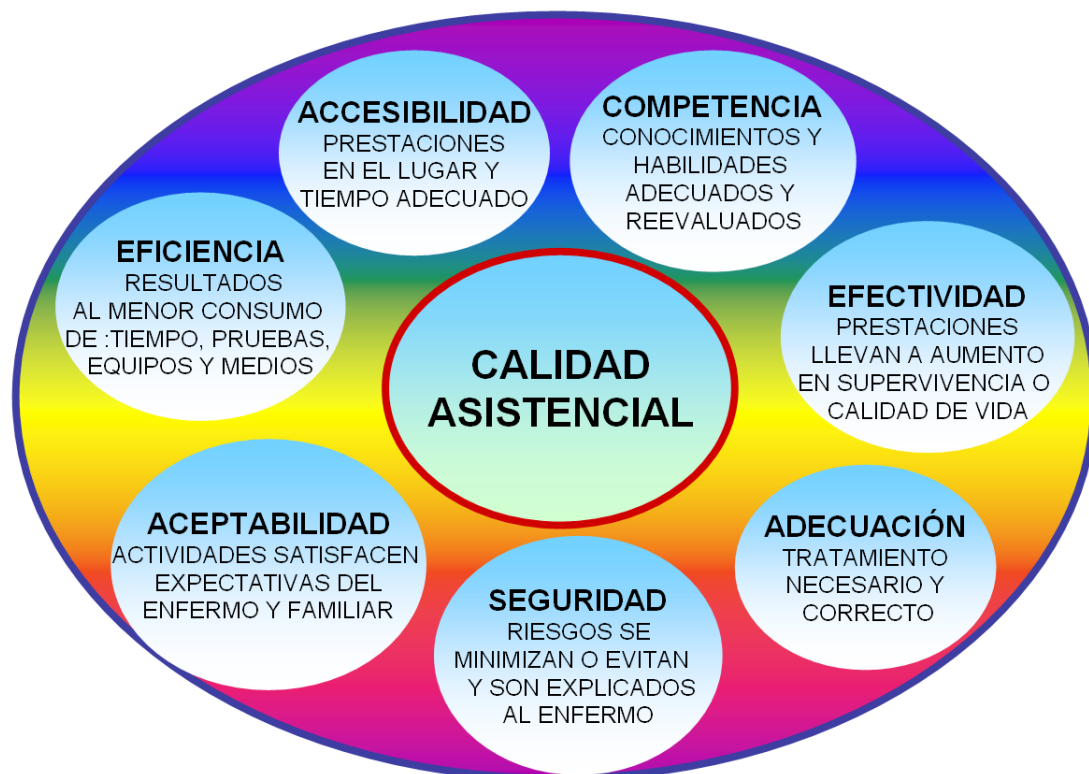 ACCESIBILIDAD
PRESTACIONES
EN EL LUGAR Y
TIEMPO ADECUADO
COMPETENCIA
CONOCIMIENTOS Y
HABILIDADES
ADECUADOS Y
REEVALUADOS
EFICIENCIA
RESULTADOS
AL MENOR CONSUMO
DE :TIEMPO, PRUEBAS,
EQUIPOS Y MEDIOS
EFECTIVIDAD
PRESTACIONES
LLEVAN A AUMENTO
EN SUPERVIVENCIA O
CALIDAD DE VIDA
CALIDAD
ASISTENCIAL
ACEPTABILIDAD
ACTIVIDADES SATISFACEN
EXPECTATIVAS DEL
ENFERMO Y FAMILIAR
ADECUACIÓN
TRATAMIENTO
NECESARIO Y
CORRECTO
SEGURIDAD
RIESGOS SE
MINIMIZAN O EVITAN
Y SON EXPLICADOS
AL ENFERMO